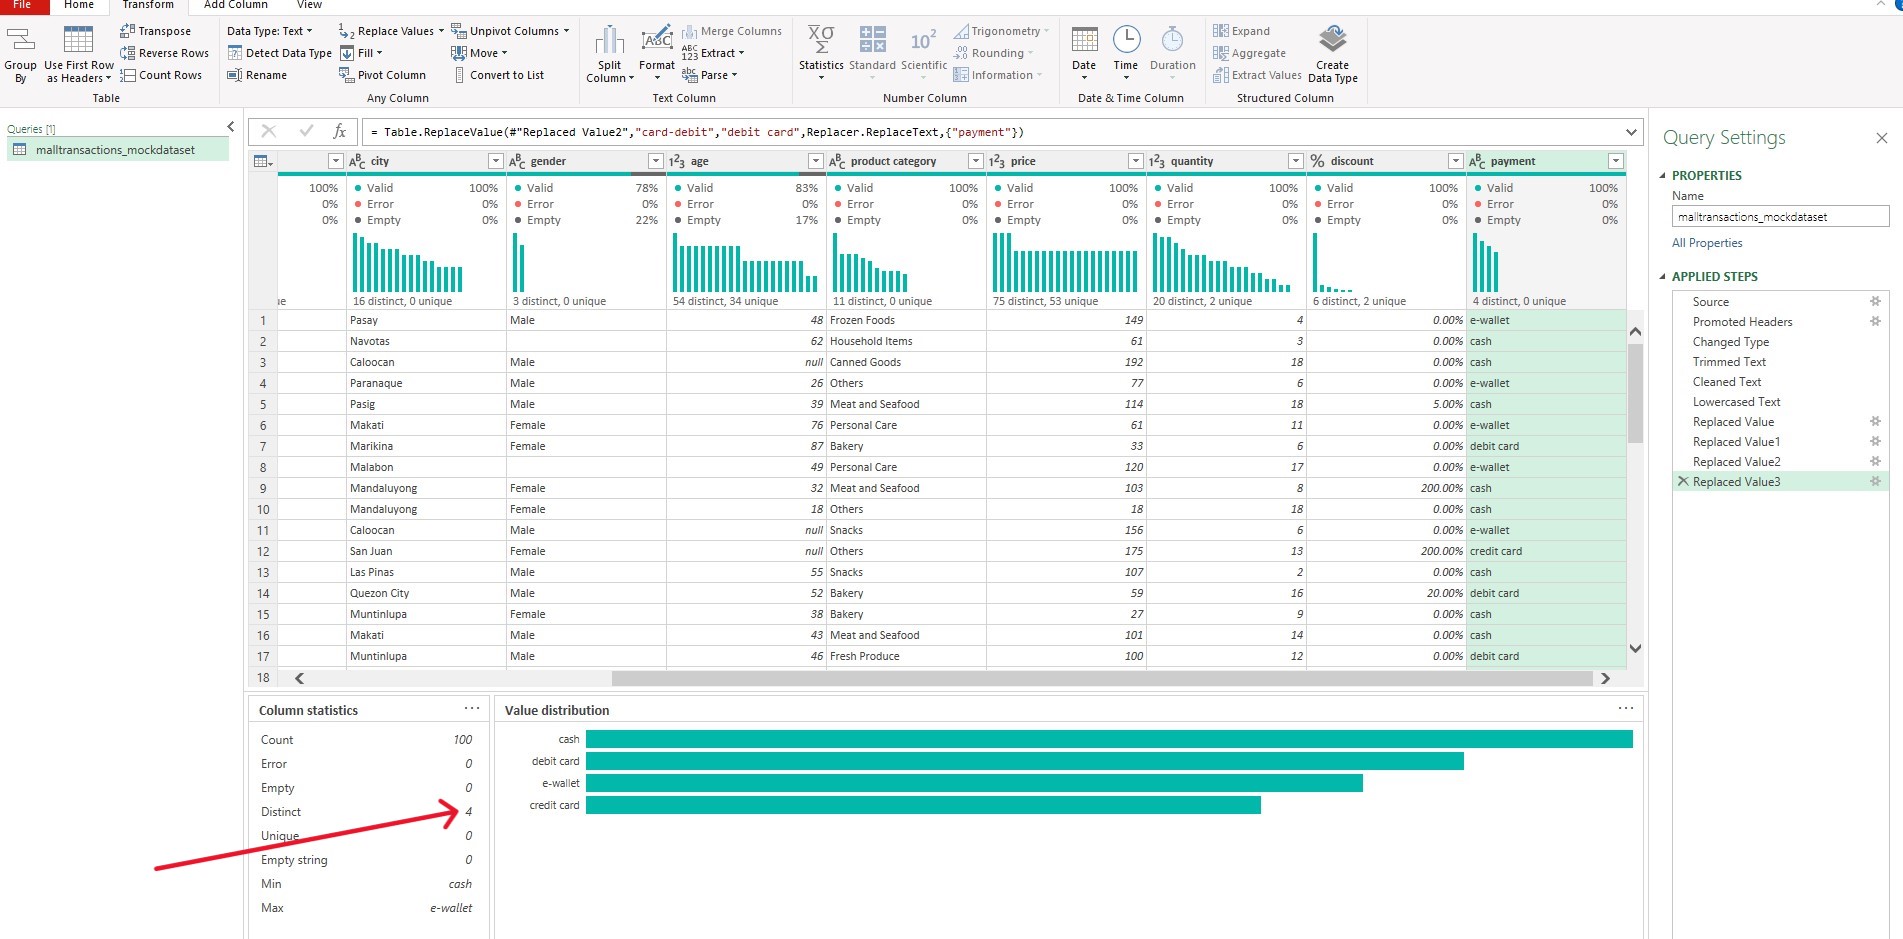 File Home Transform Add Column View
Group By
Use First Row as Headers
Transpose
Reverse Rows
Count Rows
Table
Data Type: Text
Detect Data Type
Rename
Replace Values
Fill
Pivot Column
Unpivot Columns
Move
Convert to List
Any Column
Split Column
Format
Merge Columns
Extract
Parse
Text Column
Statistics
Standard
Scientific
Trigonometry
Rounding
Information
Number Column
Date
Time
Duration
Date & Time Column
Expand
Aggregate
Extract Values
Create Data Type
Structured Column
Queries [1]
malltransactions_mockdataset
fx = Table.ReplaceValue(#"Replaced Value2","card-debit","debit card",Replacer.ReplaceText,{"payment"})
city gender age product category price quantity discount payment
100% Valid 100% Valid 78% Valid 83% Valid 100% Valid 100% Valid 100% Valid 100% Valid 100%
0% Error 0% Error 0% Error 0% Error 0% Error 0% Error 0% Error 0% Error 0%
0% Empty 0% Empty 22% Empty 17% Empty 0% Empty 0% Empty 0% Empty 0% Empty 0%
16 distinct, 0 unique 3 distinct, 0 unique 54 distinct, 34 unique 11 distinct, 0 unique 75 distinct, 53 unique 20 distinct, 2 unique 6 distinct, 2 unique 4 distinct, 0 unique
1 Pasay Male 48 Frozen Foods 149 4 0.00% e-wallet
2 Navotas 62 Household Items 61 3 0.00% cash
3 Caloocan Male null Canned Goods 192 18 0.00% cash
4 Paranaque Male 26 Others 77 6 0.00% e-wallet
5 Pasig Male 39 Meat and Seafood 114 18 5.00% cash
6 Makati Female 76 Personal Care 61 11 0.00% e-wallet
7 Marikina Female 87 Bakery 33 6 0.00% debit card
8 Malabon 49 Personal Care 120 17 0.00% e-wallet
9 Mandaluyong Female 32 Meat and Seafood 103 8 200.00% cash
10 Mandaluyong Female 18 Others 18 18 0.00% cash
11 Caloocan Male null Snacks 156 6 0.00% e-wallet
12 San Juan Female null Others 175 13 200.00% credit card
13 Las Pinas Male 55 Snacks 107 2 0.00% cash
14 Quezon City Male 52 Bakery 59 16 20.00% debit card
15 Muntinlupa Female 38 Bakery 27 9 0.00% cash
16 Makati Male 43 Meat and Seafood 101 14 0.00% cash
17 Muntinlupa Male 46 Fresh Produce 100 12 0.00% debit card
18
Column statistics
Count 100
Error 0
Empty 0
Distinct 4
Unique 0
Empty string 0
Min cash
Max e-wallet
Value distribution
cash
debit card
e-wallet
credit card
Query Settings
PROPERTIES
Name
malltransactions_mockdataset
All Properties
APPLIED STEPS
Source
Promoted Headers
Changed Type
Trimmed Text
Cleaned Text
Lowercased Text
Replaced Value
Replaced Value1
Replaced Value2
Replaced Value3